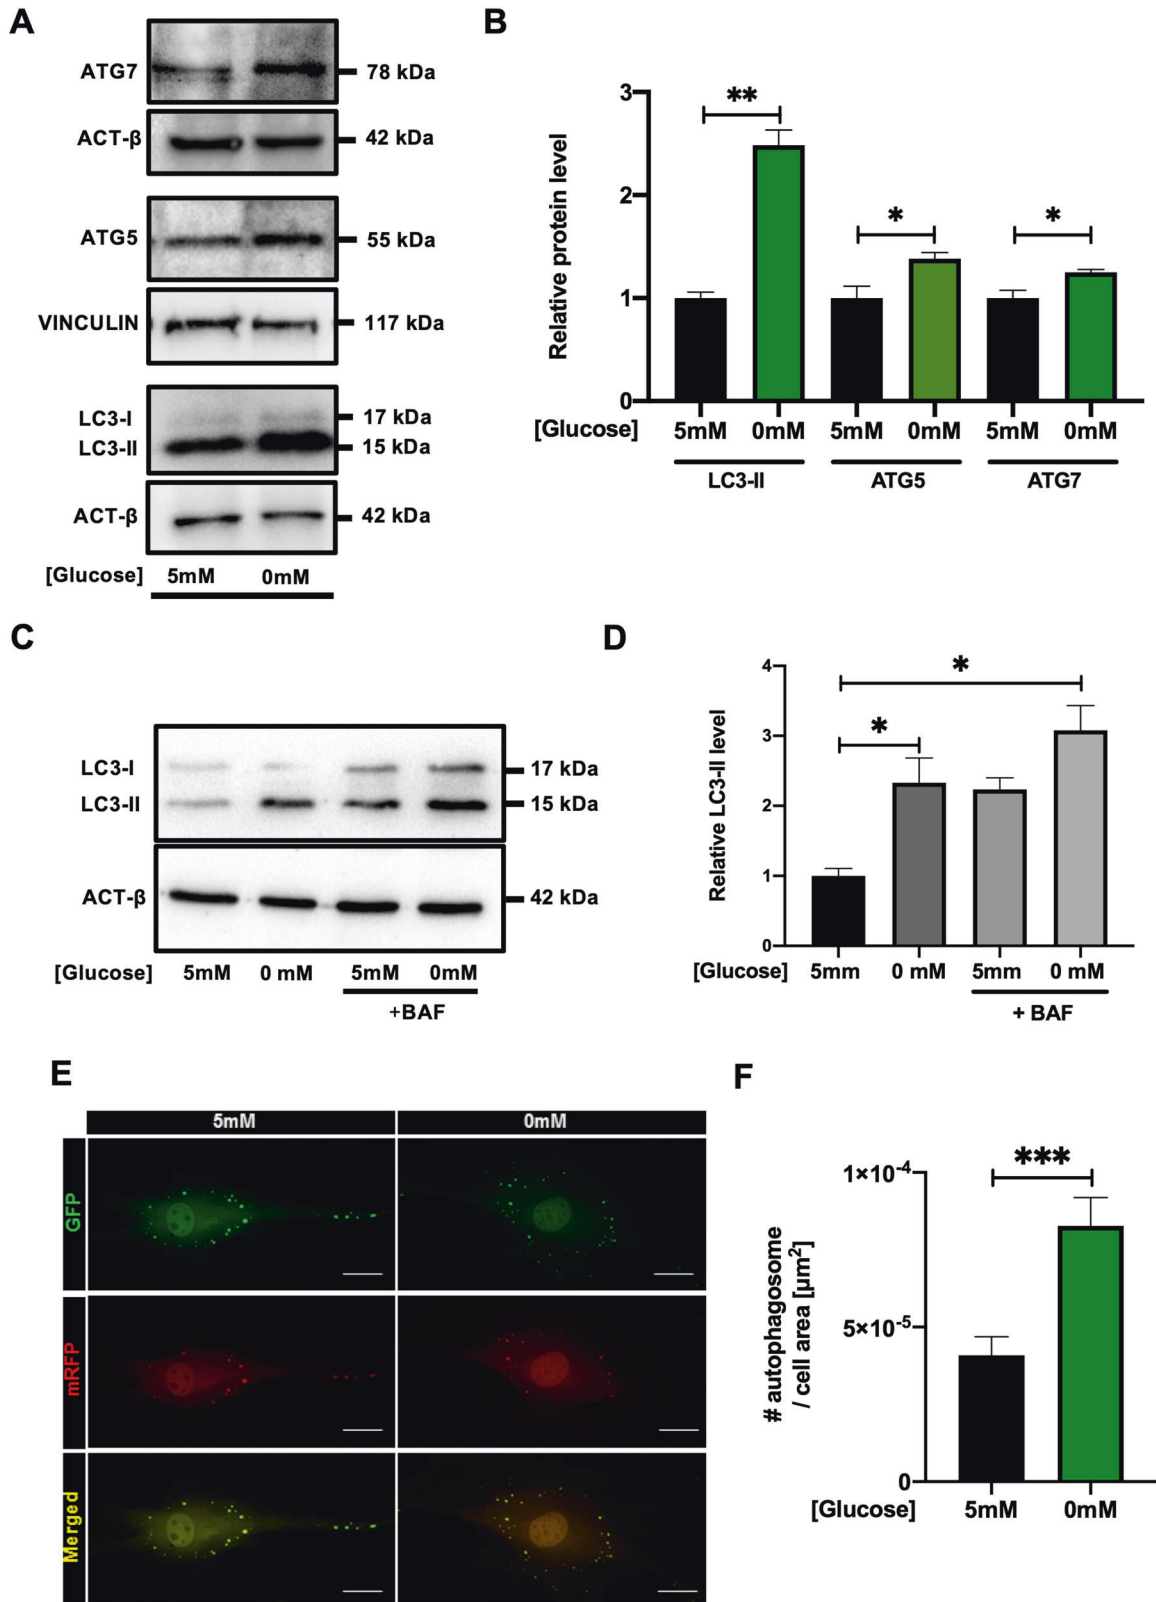 A
ATG7
78 kDa
ACT-β
42 kDa
ATG5
55 kDa
VINCULIN
117 kDa
LC3-I
17 kDa
LC3-II
15 kDa
ACT-β
42 kDa
[Glucose] 5mM 0mM
B
Relative protein level
3
2
1
0
** * *
[Glucose] 5mM 0mM 5mM 0mM 5mM 0mM
LC3-II ATG5 ATG7
C
LC3-I
17 kDa
LC3-II
15 kDa
ACT-β
42 kDa
[Glucose] 5mM 0 mM 5mM 0mM
+BAF
D
Relative LC3-II level
4
3
2
1
0
*
*
[Glucose] 5mm 0 mM 5mm 0 mM
+ BAF
E
5mM 0mM
GFP
mRFP
Merged
F
# autophagosome
/ cell area [μm²]
1×10⁻⁴
5×10⁻⁵
0
***
[Glucose] 5mM 0mM